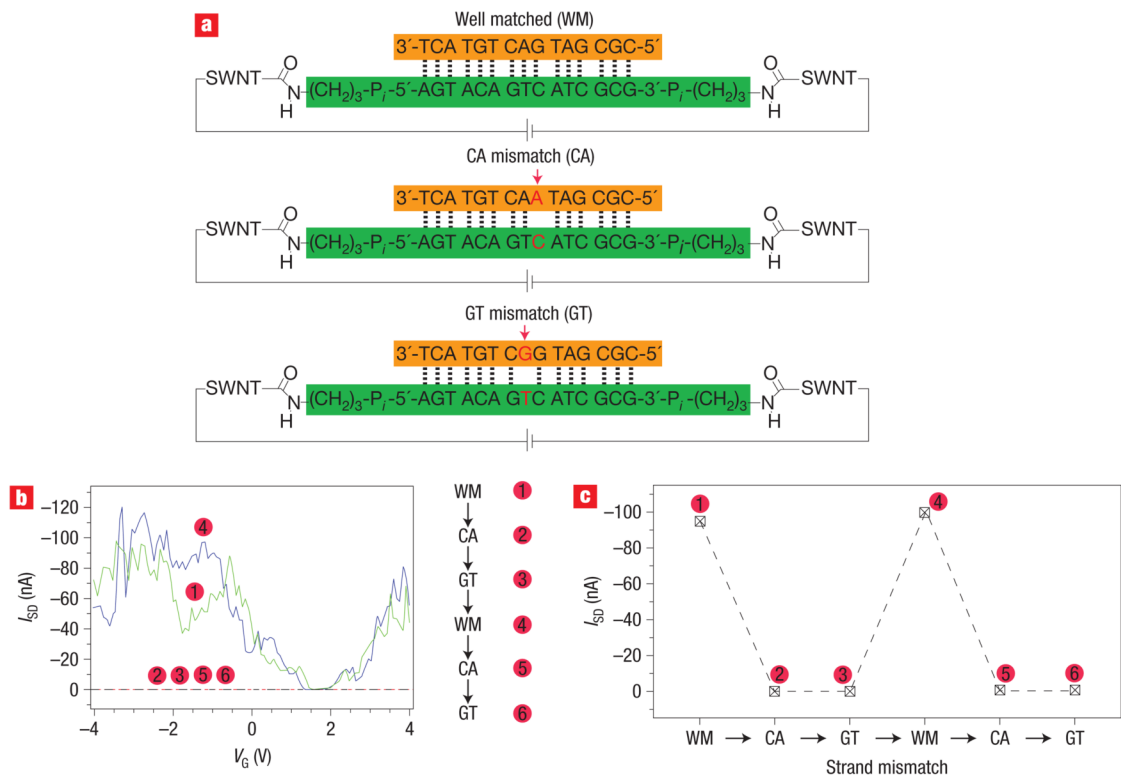 a
Well matched (WM)
3´-TCA TGT CAG TAG CGC-5´
SWNT O N H (CH2)3-Pi-5´-AGT ACA GTC ATC GCG-3´-Pi-(CH2)3 O N H SWNT
CA mismatch (CA)
3´-TCA TGT CAA TAG CGC-5´
SWNT O N H (CH2)3-Pi-5´-AGT ACA GTC ATC GCG-3´-Pi-(CH2)3 O N H SWNT
GT mismatch (GT)
3´-TCA TGT CGG TAG CGC-5´
SWNT O N H (CH2)3-Pi-5´-AGT ACA GTC ATC GCG-3´-Pi-(CH2)3 O N H SWNT
b
ISD (nA)
–120
–100
–80
–60
–40
–20
0
4
1
2 3 5 6
–4 –2 0 2 4
VG (V)
WM 1
CA 2
GT 3
WM 4
CA 5
GT 6
c
ISD (nA)
–100
–80
–60
–40
–20
0
1
2
3
4
5
6
WM CA GT WM CA GT
Strand mismatch